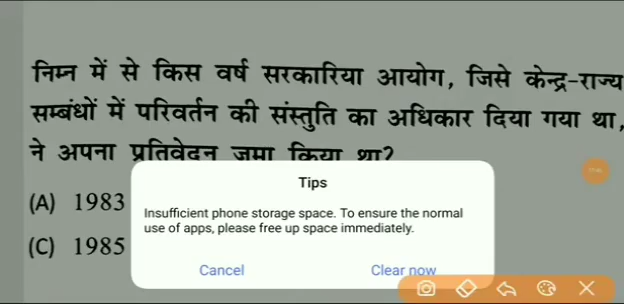 निम्न में से किस वर्ष सरकारिया आयोग, जिसे केन्द्र-राज्य
सम्बंधों में परिवर्तन की संस्तुति का अधिकार दिया गया था,
ने अपना प्रतिवेदन जमा किया था?
(A) 1983
(C) 1985
Tips
Insufficient phone storage space. To ensure the normal
use of apps, please free up space immediately.
Cancel
Clear now